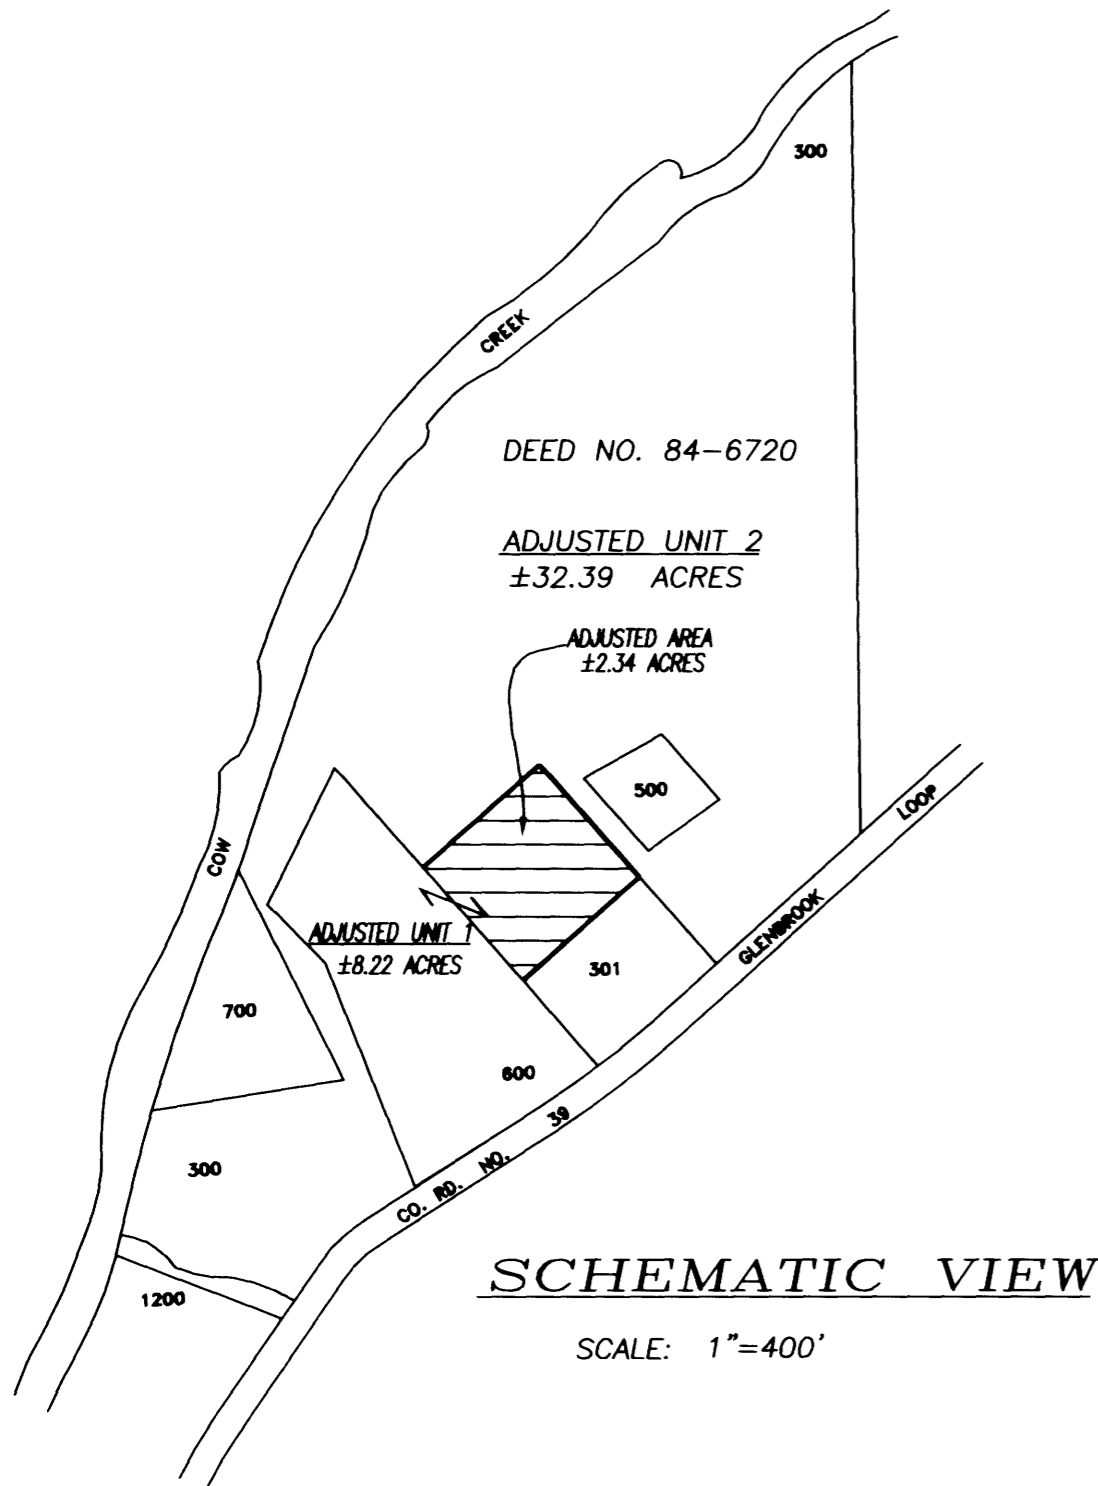 300
CREEK
DEED NO. 84-6720
ADJUSTED UNIT 2
±32.39 ACRES
ADJUSTED AREA
±2.34 ACRES
500
LOOP
COW
GLENBROOK
ADJUSTED UNIT 1
±8.22 ACRES
301
700
600
39
CO. RD. NO.
300
1200
SCHEMATIC VIEW
SCALE: 1"=400'